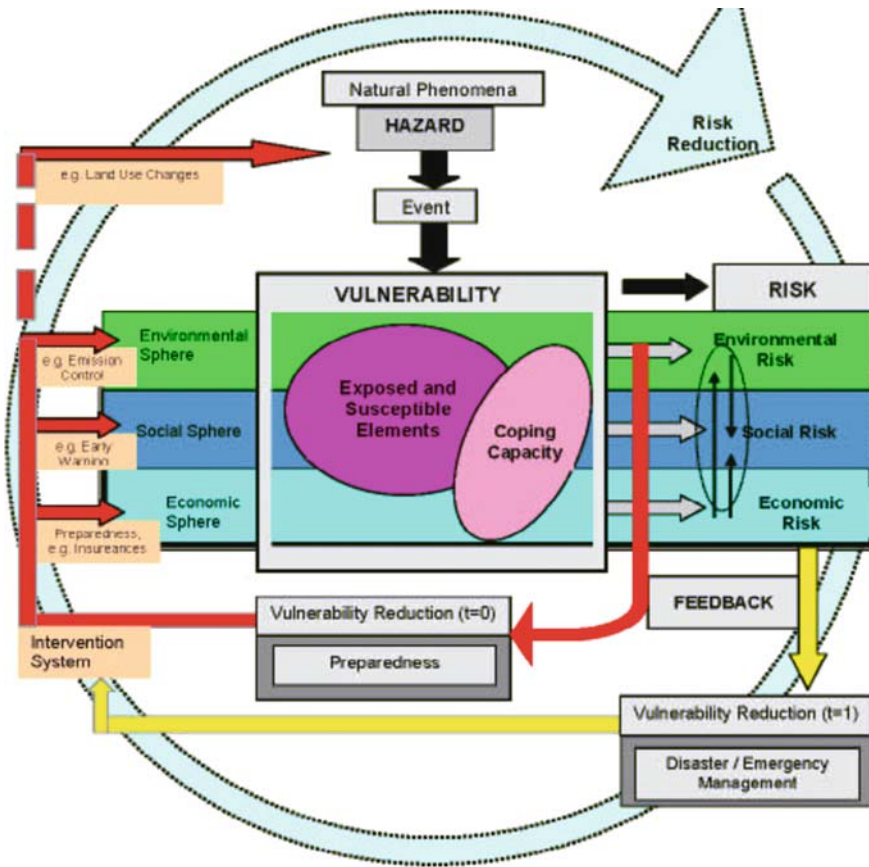 Natural Phenomena
HAZARD
Risk
Reduction
e.g. Land Use Changes
Event
VULNERABILITY
RISK
Environmental
Sphere
Environmental
Risk
e.g. Emission
Control
Exposed and
Susceptible
Elements
Coping
Capacity
Social Sphere
Social Risk
e.g. Early
Warning
Economic
Sphere
Economic
Risk
Preparedness,
e.g. Insureances
Vulnerability Reduction (t=0)
FEEDBACK
Intervention
System
Preparedness
Vulnerability Reduction (t=1)
Disaster / Emergency
Management